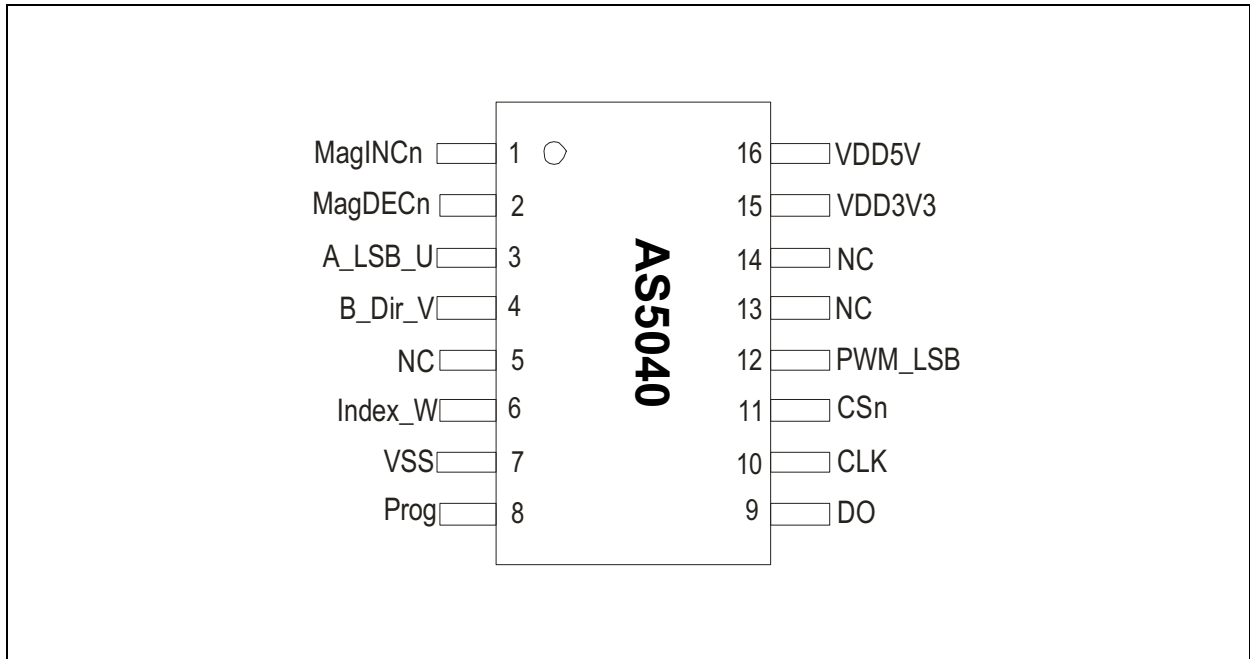 MagINCn 1 16 VDD5V
MagDECn 2 15 VDD3V3
A_LSB_U 3 14 NC
B_Dir_V 4 13 NC
NC 5 12 PWM_LSB
Index_W 6 11 CSn
VSS 7 10 CLK
Prog 8 9 DO
AS5040